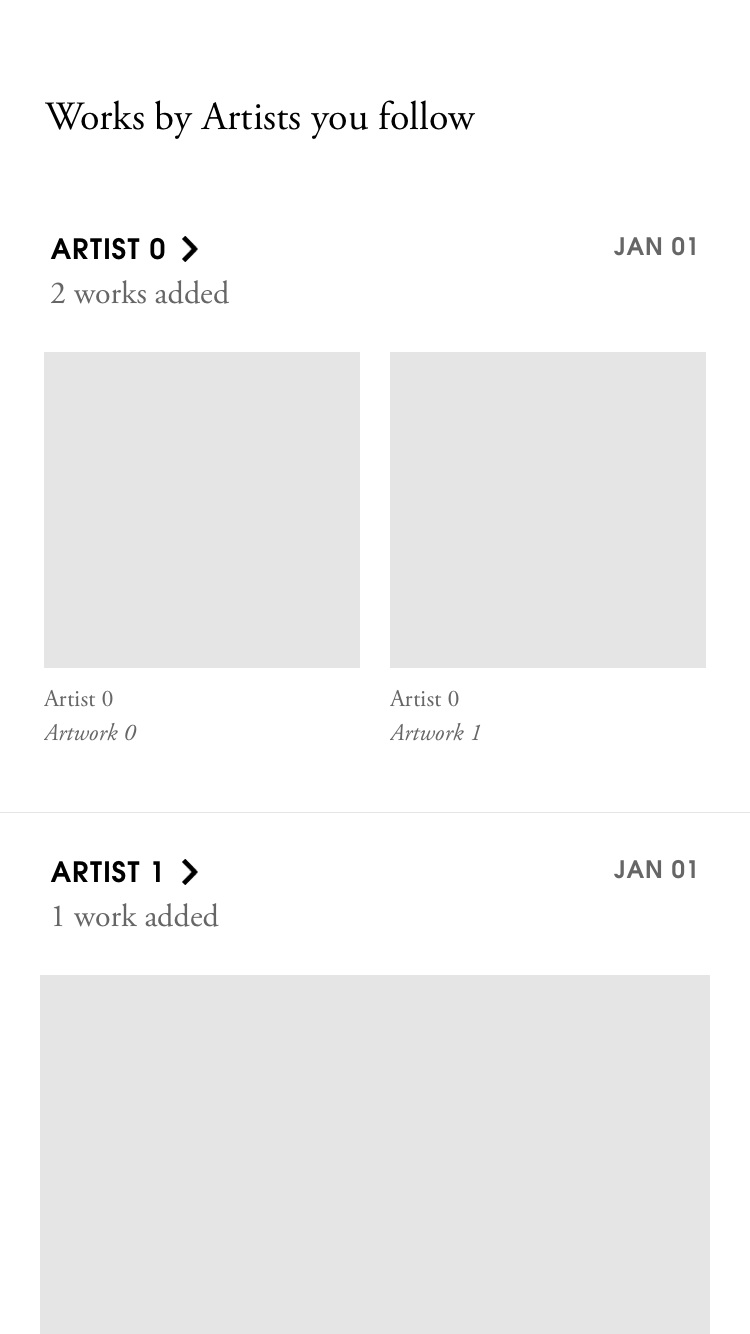 Works by Artists you follow
ARTIST 0
JAN 01
2 works added
Artist 0
Artwork 0
Artist 0
Artwork 1
ARTIST 1
JAN 01
1 work added